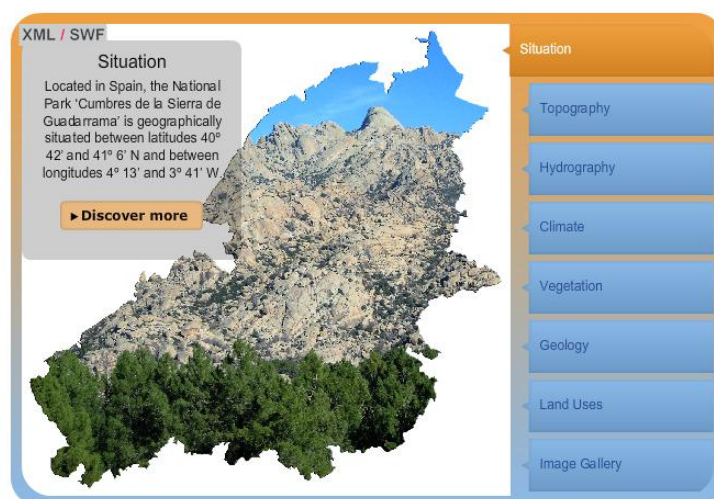 XML / SWF
Situation
Located in Spain, the National
Park 'Cumbres de la Sierra de
Guadarrama' is geographically
situated between latitudes 40º
42' and 41º 6' N and between
longitudes 4º 13' and 3º 41' W.
▸ Discover more
Situation
Topography
Hydrography
Climate
Vegetation
Geology
Land Uses
Image Gallery